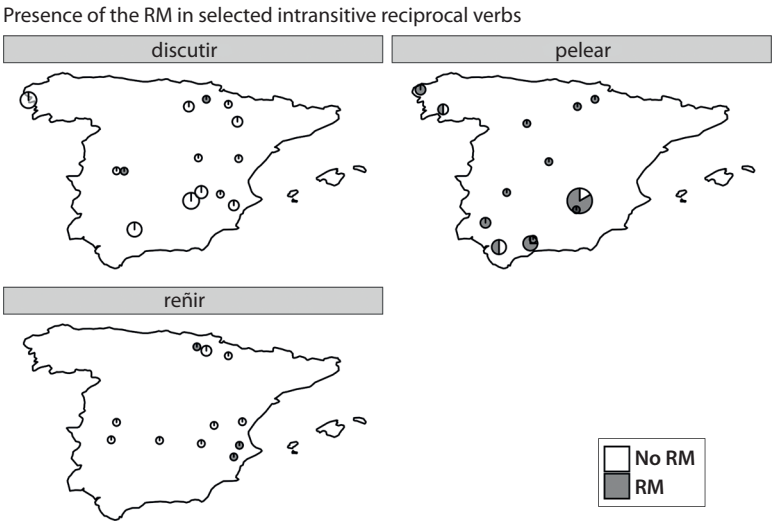 Presence of the RM in selected intransitive reciprocal verbs
discutir
pelear
reñir
No RM
RM